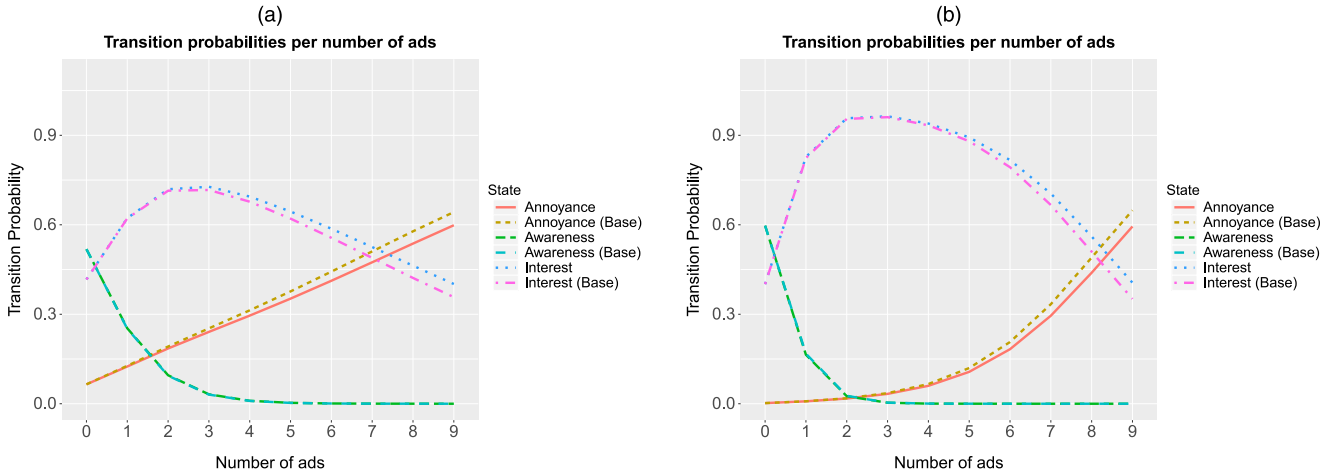 (a)
Transition probabilities per number of ads
Transition Probability
0.9
0.6
0.3
0.0
0 1 2 3 4 5 6 7 8 9
Number of ads
State
Annoyance
Annoyance (Base)
Awareness
Awareness (Base)
Interest
Interest (Base)
(b)
Transition probabilities per number of ads
Transition Probability
0.9
0.6
0.3
0.0
0 1 2 3 4 5 6 7 8 9
Number of ads
State
Annoyance
Annoyance (Base)
Awareness
Awareness (Base)
Interest
Interest (Base)